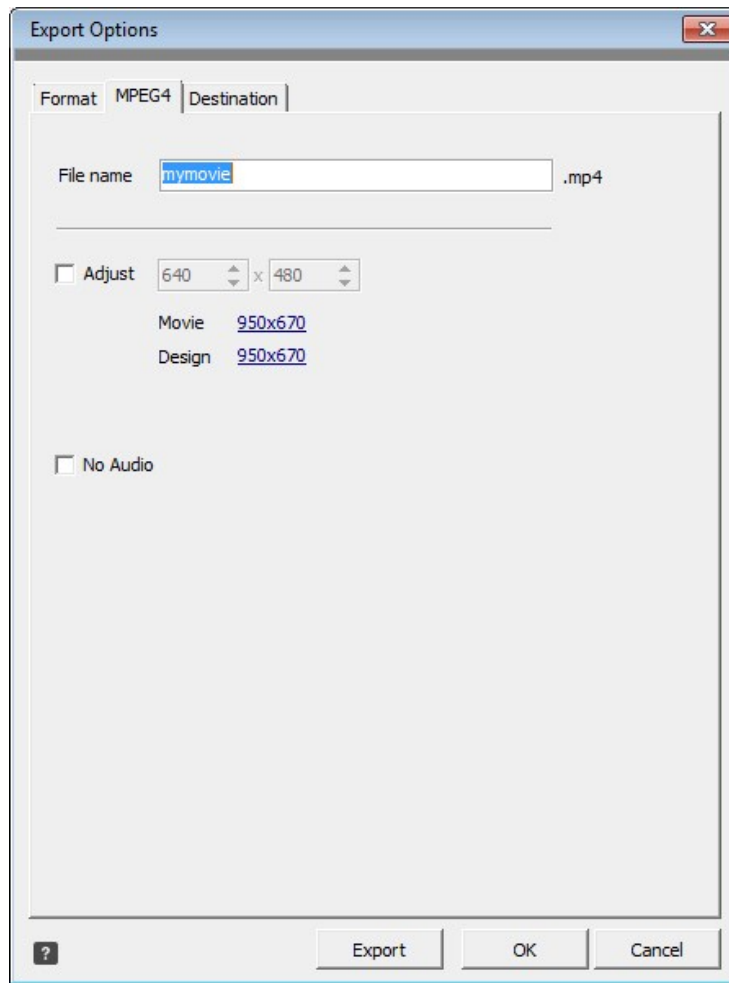 Export Options
Format MPEG4 Destination
File name mymovie .mp4
Adjust 640 x 480
Movie 950x670
Design 950x670
No Audio
? Export OK Cancel